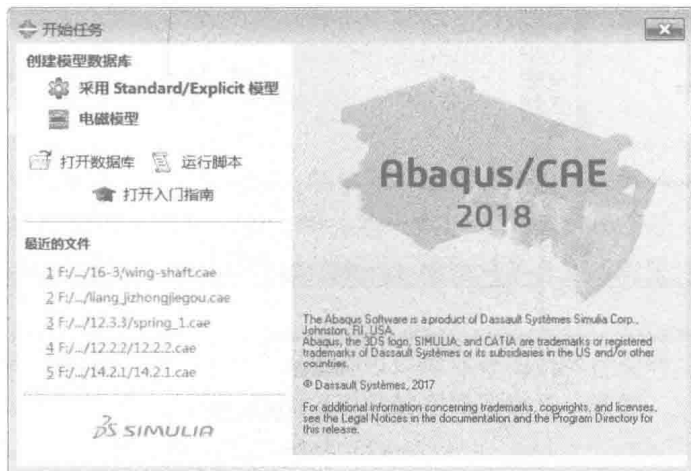 开始任务
创建模型数据库
采用 Standard/Explicit 模型
电磁模型
打开数据库 运行脚本
打开入门指南
最近的文件
1 F:/.../16-3/wing-shaft.cae
2 F:/.../liang_jizhongjiegou.cae
3 F:/.../12.3.3/spring_1.cae
4 F:/.../12.2.2/12.2.2.cae
5 F:/.../14.2.1/14.2.1.cae
3DS SIMULIA
Abaqus/CAE
2018
The Abaqus Software is a product of Dassault Systèmes Simulia Corp.,
Johnston, RI, USA.
Abaqus, the 3DS logo, SIMULIA, and CATIA are trademarks or registered
trademarks of Dassault Systèmes or its subsidiaries in the US and/or other
countries.
© Dassault Systèmes, 2017
For additional information concerning trademarks, copyrights, and licenses,
see the Legal Notices in the documentation and the Program Directory for
this release.